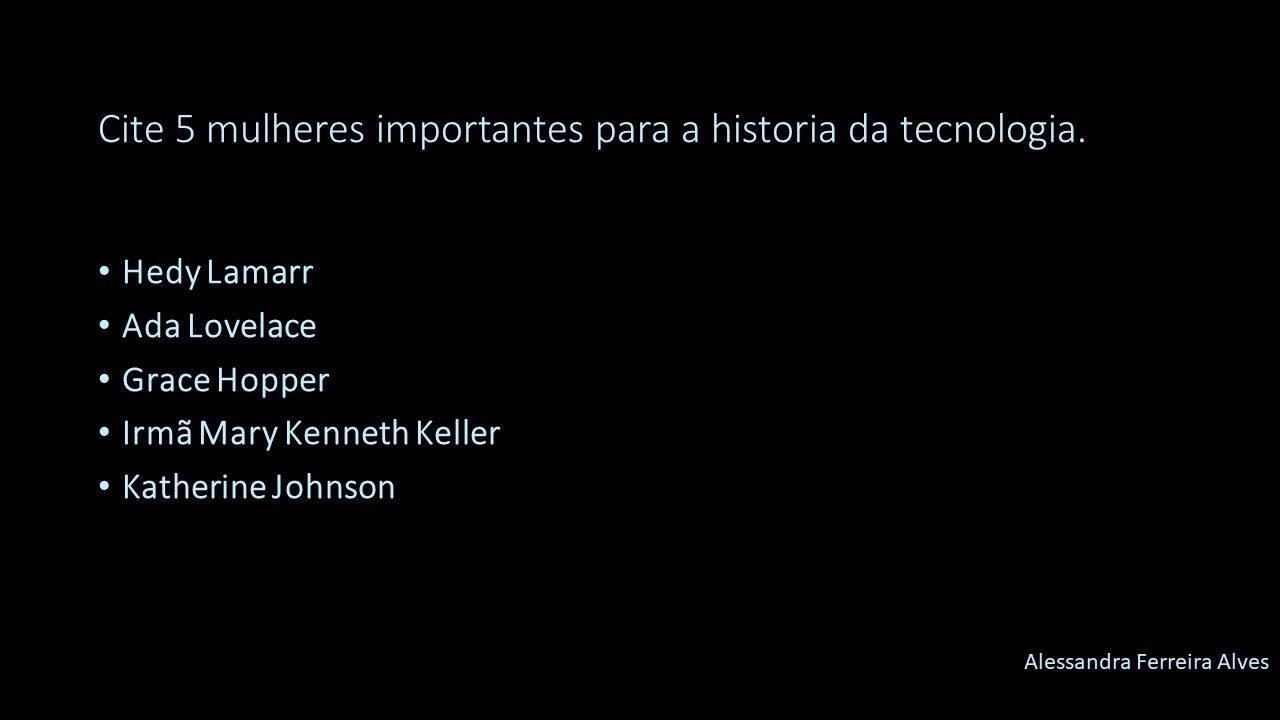 Cite 5 mulheres importantes para a historia da tecnologia.
• Hedy Lamarr
• Ada Lovelace
• Grace Hopper
• Irmã Mary Kenneth Keller
• Katherine Johnson
Alessandra Ferreira Alves